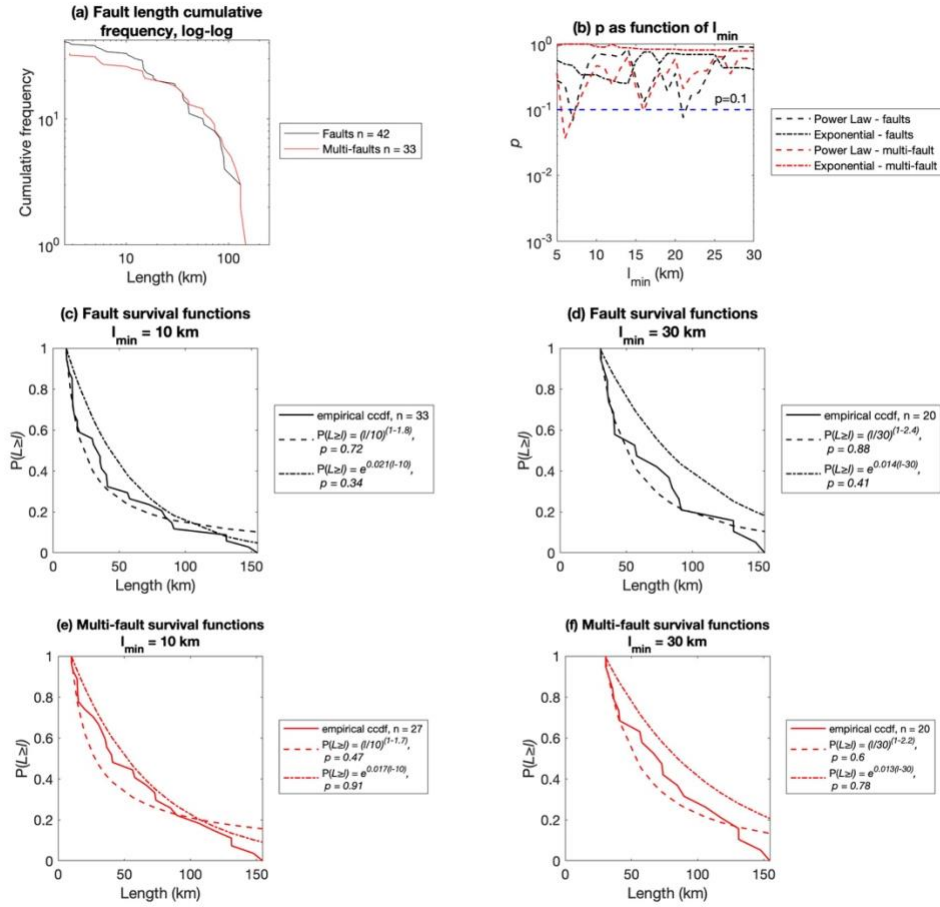 (a) Fault length cumulative
frequency, log-log
Cumulative frequency
10¹
10⁰
10
100
Length (km)
Faults n = 42
Multi-faults n = 33
(b) p as function of l_min
p
10⁰
10⁻¹
10⁻²
10⁻³
p=0.1
5
10
15
20
25
30
l_min (km)
Power Law - faults
Exponential - faults
Power Law - multi-fault
Exponential - multi-fault
(c) Fault survival functions
l_min = 10 km
P(L≥l)
1
0.8
0.6
0.4
0.2
0
0
50
100
150
Length (km)
empirical ccdf, n = 33
P(L≥l) = (l/10)^(1-1.8),
p = 0.72
P(L≥l) = e^0.021(l-10),
p = 0.34
(d) Fault survival functions
l_min = 30 km
P(L≥l)
1
0.8
0.6
0.4
0.2
0
0
50
100
150
Length (km)
empirical ccdf, n = 20
P(L≥l) = (l/30)^(1-2.4),
p = 0.88
P(L≥l) = e^0.014(l-30),
p = 0.41
(e) Multi-fault survival functions
l_min = 10 km
P(L≥l)
1
0.8
0.6
0.4
0.2
0
0
50
100
150
Length (km)
empirical ccdf, n = 27
P(L≥l) = (l/10)^(1-1.7),
p = 0.47
P(L≥l) = e^0.017(l-10),
p = 0.91
(f) Multi-fault survival functions
l_min = 30 km
P(L≥l)
1
0.8
0.6
0.4
0.2
0
0
50
100
150
Length (km)
empirical ccdf, n = 20
P(L≥l) = (l/30)^(1-2.2),
p = 0.6
P(L≥l) = e^0.013(l-30),
p = 0.78